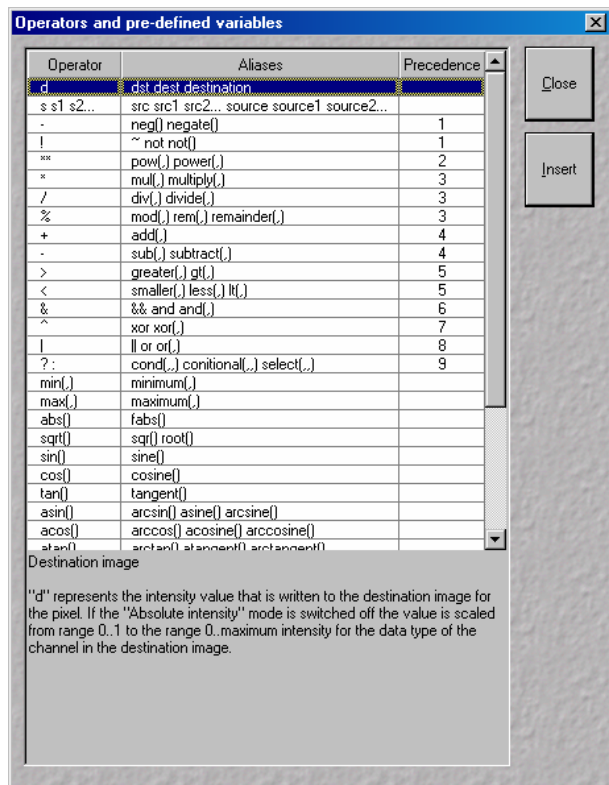 Operators and pre-defined variables
Operator Aliases Precedence
d dst dest destination
s s1 s2... src src1 src2... source source1 source2...
- neg() negate() 1
! ~ not not() 1
** pow(,) power(,) 2
* mul(,) multiply(,) 3
/ div(,) divide(,) 3
% mod(,) rem(,) remainder(,) 3
+ add(,) 4
- sub(,) subtract(,) 4
> greater(,) gt(,) 5
< smaller(,) less(,) lt(,) 5
& && and and(,) 6
^ xor xor(,) 7
| || or or(,) 8
? : cond(,,) conitional(,,) select(,,) 9
min(,) minimum(,)
max(,) maximum(,)
abs() fabs()
sqrt() sqr() root()
sin() sine()
cos() cosine()
tan() tangent()
asin() arcsin() asine() arcsine()
acos() arccos() acosine() arccosine()
atan() arctan() atangent() arctangent()
Close
Insert
Destination image
"d" represents the intensity value that is written to the destination image for
the pixel. If the "Absolute intensity" mode is switched off the value is scaled
from range 0..1 to the range 0..maximum intensity for the data type of the
channel in the destination image.